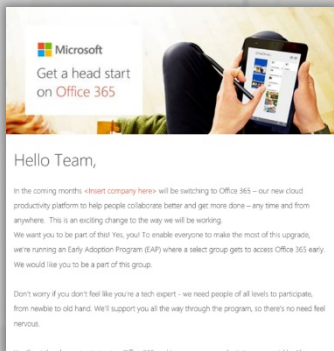 Microsoft
Get a head start
on Office 365
Hello Team,
In the coming months <Insert company here> will be switching to Office 365 – our new cloud
productivity platform to help people collaborate better and get more done – any time and from
anywhere. This is an exciting change to the way we will be working.
We want you to be part of this! Yes, you! To enable everyone to make the most of this upgrade,
we're running an Early Adoption Program (EAP) where a select group gets to access Office 365 early.
We would like you to be a part of this group.
Don't worry if you don't feel like you're a tech expert - we need people of all levels to participate,
from newbie to old hand. We'll support you all the way through the program, so there's no need feel
nervous.